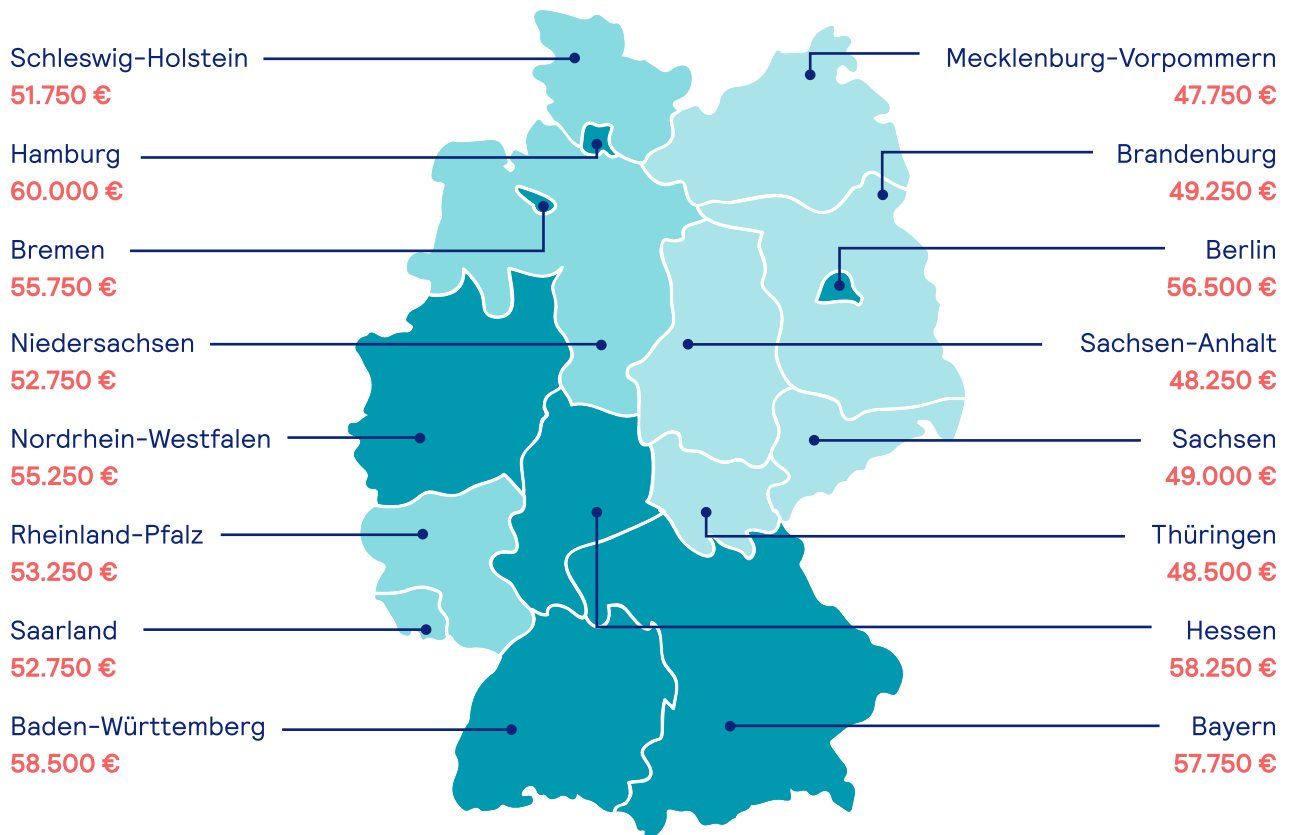 Schleswig-Holstein
51.750 €
Hamburg
60.000 €
Bremen
55.750 €
Niedersachsen
52.750 €
Nordrhein-Westfalen
55.250 €
Rheinland-Pfalz
53.250 €
Saarland
52.750 €
Baden-Württemberg
58.500 €
Mecklenburg-Vorpommern
47.750 €
Brandenburg
49.250 €
Berlin
56.500 €
Sachsen-Anhalt
48.250 €
Sachsen
49.000 €
Thüringen
48.500 €
Hessen
58.250 €
Bayern
57.750 €